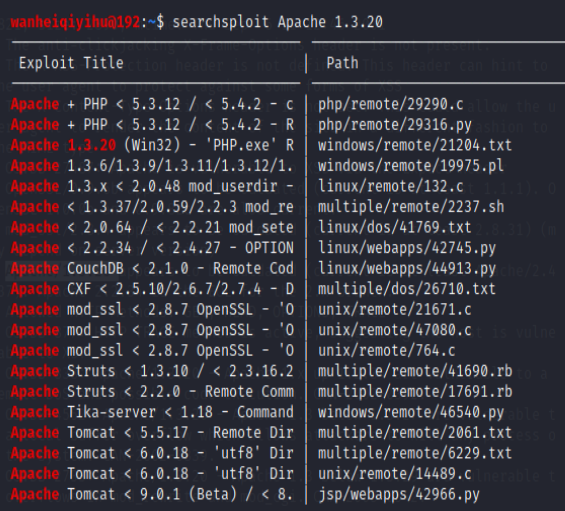 wanheiqiyihu@192:~$ searchsploit Apache 1.3.20
Exploit Title | Path
Apache + PHP < 5.3.12 / < 5.4.2 - c | php/remote/29290.c
Apache + PHP < 5.3.12 / < 5.4.2 - R | php/remote/29316.py
Apache 1.3.20 (Win32) - 'PHP.exe' R | windows/remote/21204.txt
Apache 1.3.6/1.3.9/1.3.11/1.3.12/1. | windows/remote/19975.pl
Apache 1.3.x < 2.0.48 mod_userdir - | linux/remote/132.c
Apache < 1.3.37/2.0.59/2.2.3 mod_re | multiple/remote/2237.sh
Apache < 2.0.64 / < 2.2.21 mod_sete | linux/dos/41769.txt
Apache < 2.2.34 / < 2.4.27 - OPTION | linux/webapps/42745.py
Apache CouchDB < 2.1.0 - Remote Cod | linux/webapps/44913.py
Apache CXF < 2.5.10/2.6.7/2.7.4 - D | multiple/dos/26710.txt
Apache mod_ssl < 2.8.7 OpenSSL - 'O | unix/remote/21671.c
Apache mod_ssl < 2.8.7 OpenSSL - 'O | unix/remote/47080.c
Apache mod_ssl < 2.8.7 OpenSSL - 'O | unix/remote/764.c
Apache Struts < 1.3.10 / < 2.3.16.2 | multiple/remote/41690.rb
Apache Struts < 2.2.0 - Remote Comm | multiple/remote/17691.rb
Apache Tika-server < 1.18 - Command | windows/remote/46540.py
Apache Tomcat < 5.5.17 - Remote Dir | multiple/remote/2061.txt
Apache Tomcat < 6.0.18 - 'utf8' Dir | multiple/remote/6229.txt
Apache Tomcat < 6.0.18 - 'utf8' Dir | unix/remote/14489.c
Apache Tomcat < 9.0.1 (Beta) / < 8. | jsp/webapps/42966.py